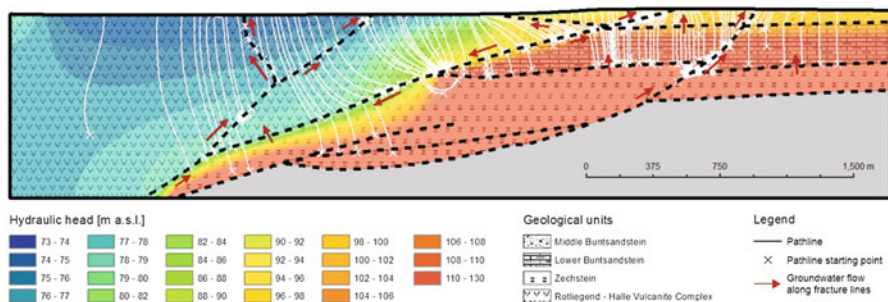 0 375 750 1,500 m
Hydraulic head [m a.s.l.]
73 - 74
74 - 75
75 - 76
76 - 77
77 - 78
78 - 79
79 - 80
80 - 82
82 - 84
84 - 86
86 - 88
88 - 90
90 - 92
92 - 94
94 - 96
96 - 98
98 - 100
100 - 102
102 - 104
104 - 106
106 - 108
108 - 110
110 - 130
Geological units
Middle Buntsandstein
Lower Buntsandstein
Zechstein
Rotliegend - Halle Vulcanite Complex
Legend
Pathline
Pathline starting point
Groundwater flow
along fracture lines